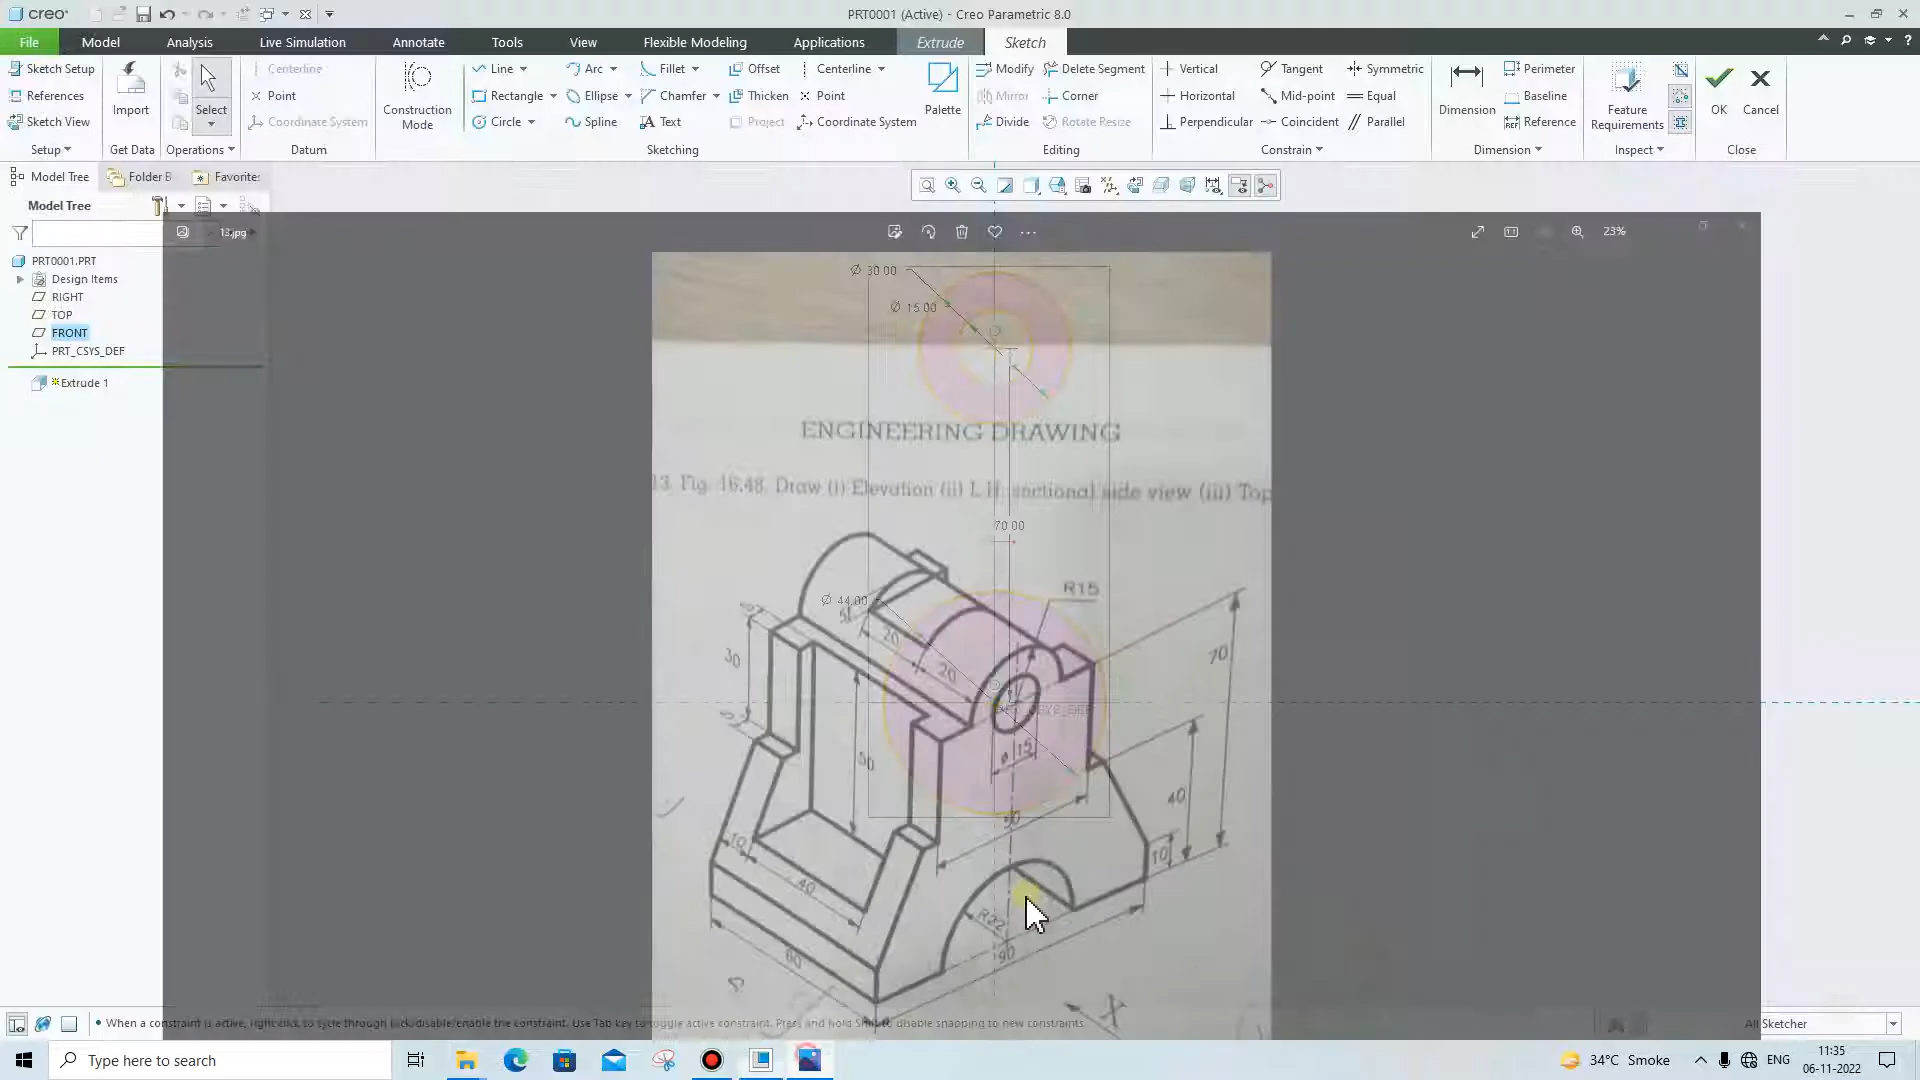 creo
PRT0001 (Active) - Creo Parametric 8.0
File Model Analysis Live Simulation Annotate Tools View Flexible Modeling Applications Extrude Sketch
Sketch Setup
References
Sketch View
Setup
Import
Get Data
Select
Operations
Centerline
Point
Coordinate System
Datum
Construction
Mode
Line Arc Fillet Offset Centerline
Rectangle Ellipse Chamfer Thicken Point
Circle Spline Text Project Coordinate System
Palette
Sketching
Modify Delete Segment
Mirror Corner
Divide Rotate Resize
Editing
Vertical Tangent Symmetric
Horizontal Mid-point Equal
Perpendicular Coincident Parallel
Constrain
Dimension
Perimeter
Baseline
Reference
Dimension
Feature
Requirements
Inspect
OK
Cancel
Close
Model Tree Folder B Favorite:
Model Tree
13.jpg
23%
PRT0001.PRT
Design Items
RIGHT
TOP
FRONT
PRT_CSYS_DEF
Extrude 1
Ø 30.00
Ø 15.00
ENGINEERING DRAWING
13. Fig. 16.48. Draw (i) Elevation (ii) L.H. sectional side view (iii) Top
70.00
R15
Ø 44.00
5
20
20
30
70
50
ø 15
40
10
10
40
R22
60
90
X
• When a constraint is active, right click to cycle through lock/disable/enable the constraint. Use Tab key to toggle active constraint. Press and hold Shift to disable snapping to new constraints.
All Sketcher
Type here to search
34°C Smoke
ENG
11:35
06-11-2022